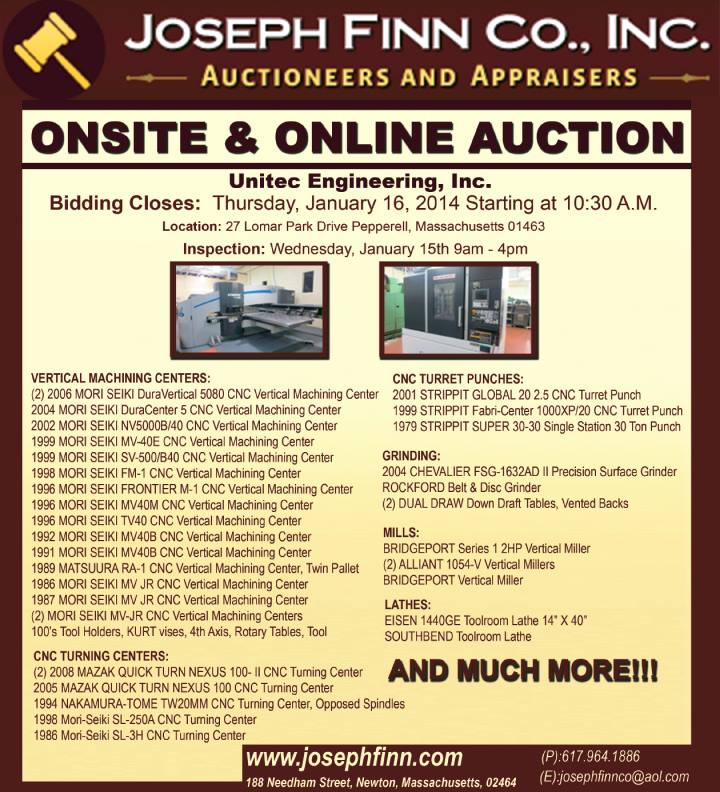 JOSEPH FINN CO., INC.
AUCTIONEERS AND APPRAISERS
ONSITE & ONLINE AUCTION
Unitec Engineering, Inc.
Bidding Closes: Thursday, January 16, 2014 Starting at 10:30 A.M.
Location: 27 Lomar Park Drive Pepperell, Massachusetts 01463
Inspection: Wednesday, January 15th 9am - 4pm
VERTICAL MACHINING CENTERS:
(2) 2006 MORI SEIKI DuraVertical 5080 CNC Vertical Machining Center
2004 MORI SEIKI DuraCenter 5 CNC Vertical Machining Center
2002 MORI SEIKI NV5000B/40 CNC Vertical Machining Center
1999 MORI SEIKI MV-40E CNC Vertical Machining Center
1999 MORI SEIKI SV-500/B40 CNC Vertical Machining Center
1998 MORI SEIKI FM-1 CNC Vertical Machining Center
1996 MORI SEIKI FRONTIER M-1 CNC Vertical Machining Center
1996 MORI SEIKI MV40M CNC Vertical Machining Center
1996 MORI SEIKI TV40 CNC Vertical Machining Center
1992 MORI SEIKI MV40B CNC Vertical Machining Center
1991 MORI SEIKI MV40B CNC Vertical Machining Center
1989 MATSUURA RA-1 CNC Vertical Machining Center, Twin Pallet
1986 MORI SEIKI MV JR CNC Vertical Machining Center
1987 MORI SEIKI MV JR CNC Vertical Machining Center
(2) MORI SEIKI MV-JR CNC Vertical Machining Centers
100's Tool Holders, KURT vises, 4th Axis, Rotary Tables, Tool
CNC TURNING CENTERS:
(2) 2008 MAZAK QUICK TURN NEXUS 100- II CNC Turning Center
2005 MAZAK QUICK TURN NEXUS 100 CNC Turning Center
1994 NAKAMURA-TOME TW20MM CNC Turning Center, Opposed Spindles
1998 Mori-Seiki SL-250A CNC Turning Center
1986 Mori-Seiki SL-3H CNC Turning Center
CNC TURRET PUNCHES:
2001 STRIPPIT GLOBAL 20 2.5 CNC Turret Punch
1999 STRIPPIT Fabri-Center 1000XP/20 CNC Turret Punch
1979 STRIPPIT SUPER 30-30 Single Station 30 Ton Punch
GRINDING:
2004 CHEVALIER FSG-1632AD II Precision Surface Grinder
ROCKFORD Belt & Disc Grinder
(2) DUAL DRAW Down Draft Tables, Vented Backs
MILLS:
BRIDGEPORT Series 1 2HP Vertical Miller
(2) ALLIANT 1054-V Vertical Millers
BRIDGEPORT Vertical Miller
LATHES:
EISEN 1440GE Toolroom Lathe 14" X 40"
SOUTHBEND Toolroom Lathe
AND MUCH MORE!!!
www.josephfinn.com
188 Needham Street, Newton, Massachusetts, 02464
(P):617.964.1886
(E):josephfinnco@aol.com